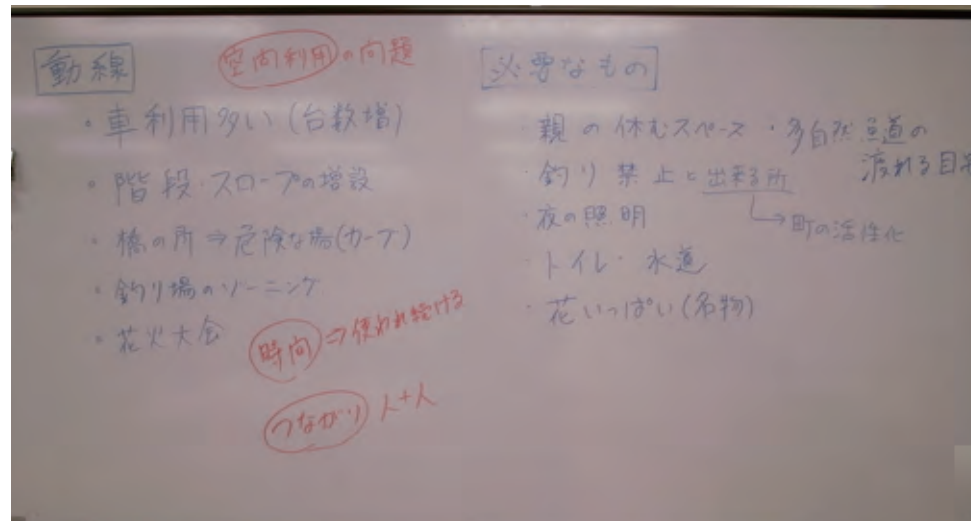 動線
空間利用の問題
・車利用多い(台数増)
・階段・スロープの増設
・橋の所⇒危険な場(カーブ)
・釣り場のゾーニング
・花火大会
時間⇒使われ続ける
つながり 人+人
必要なもの
・親の休むスペース ・多自然魚道の
渡れる
・釣り禁止と出来る所
→町の活性化
・夜の照明
・トイレ・水道
・花いっぱい(名物)